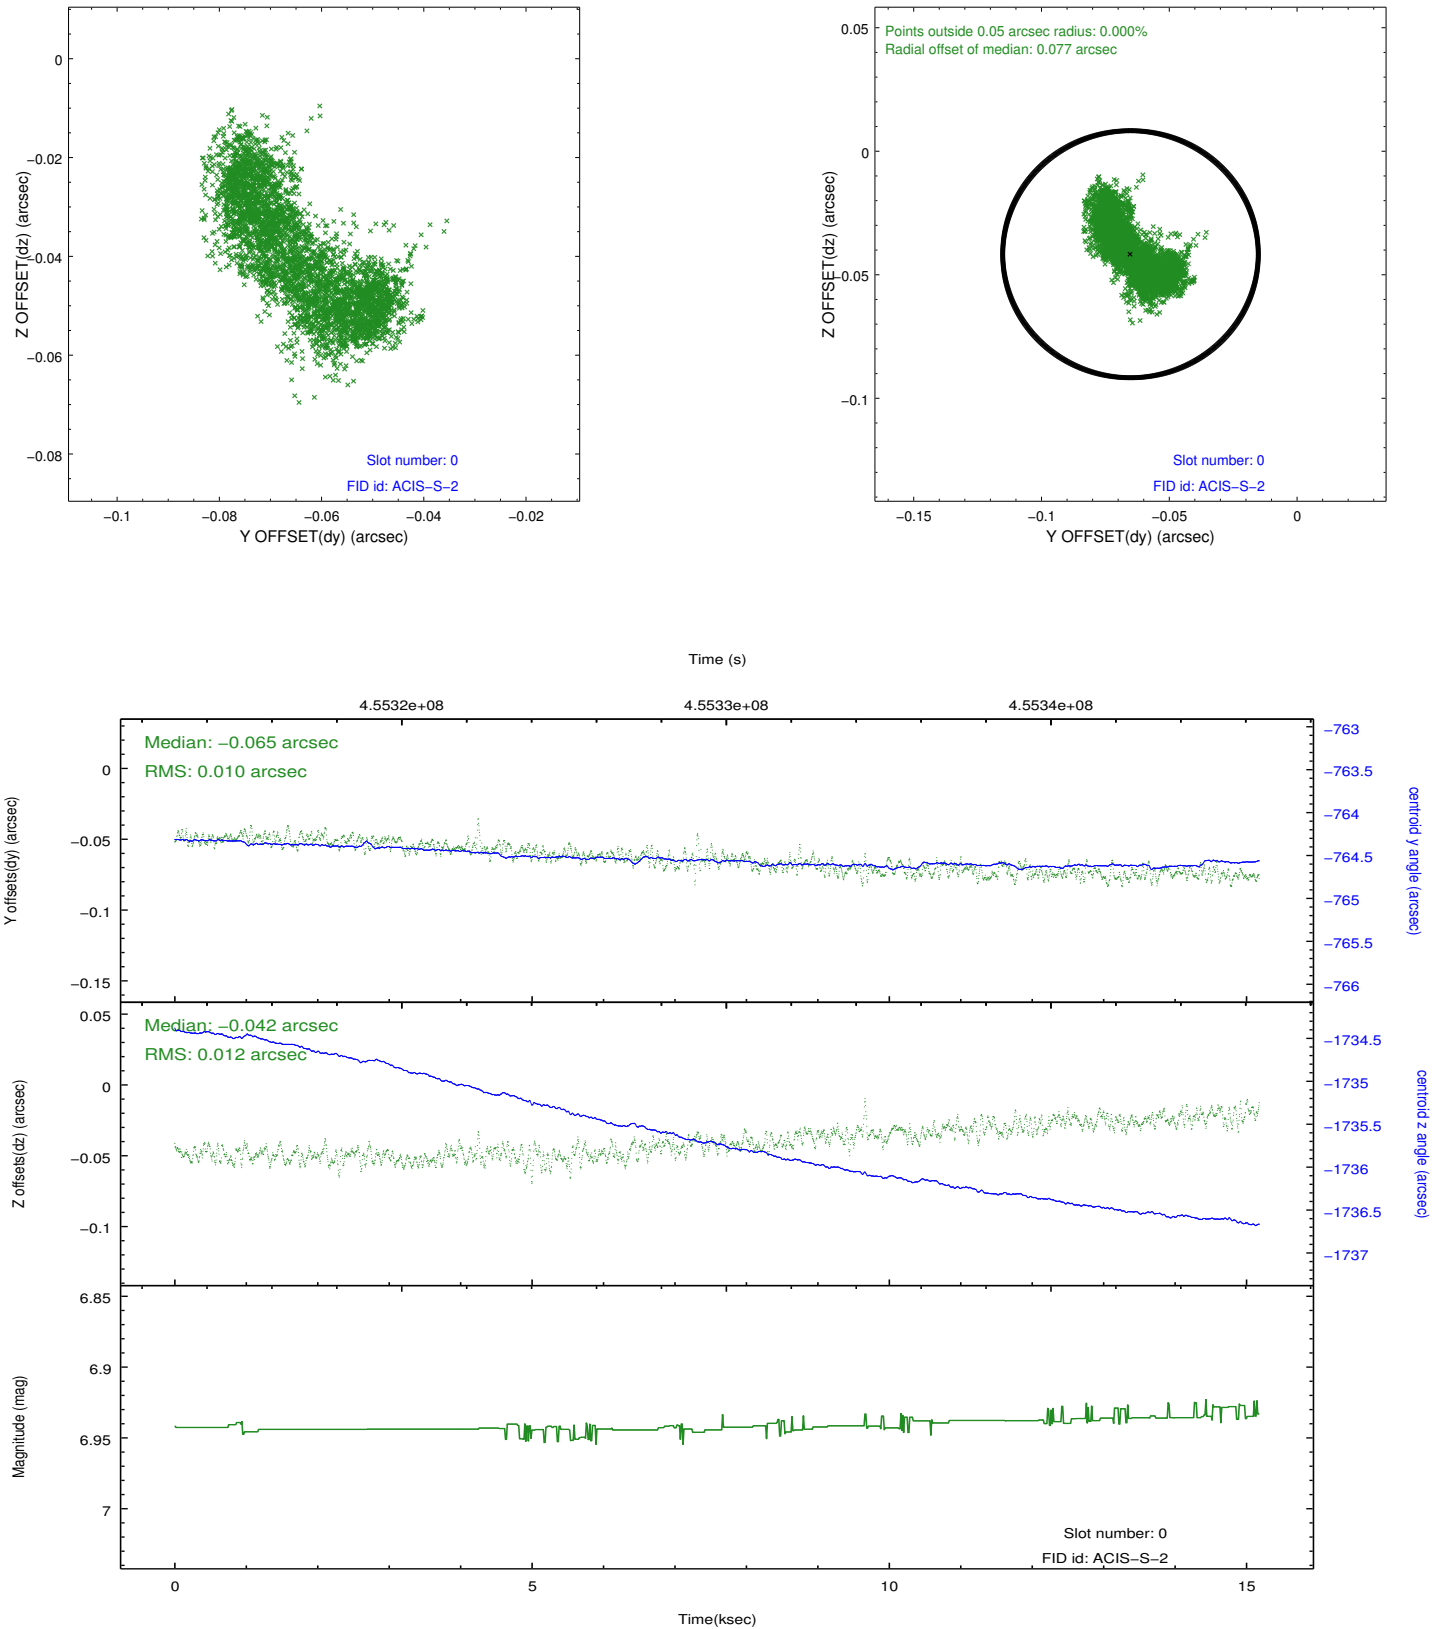 0
−0.02
Z OFFSET(dz) (arcsec)
−0.04
−0.06
−0.08
Slot number: 0
FID id: ACIS−S−2
−0.1
−0.08
−0.06
−0.04
−0.02
Y OFFSET(dy) (arcsec)
Points outside 0.05 arcsec radius: 0.000%
Radial offset of median: 0.077 arcsec
0.05
0
Z OFFSET(dz) (arcsec)
−0.05
−0.1
Slot number: 0
FID id: ACIS−S−2
−0.15
−0.1
−0.05
0
Y OFFSET(dy) (arcsec)
Time (s)
4.5532e+08
4.5533e+08
4.5534e+08
Median: −0.065 arcsec
RMS: 0.010 arcsec
0
−0.05
−0.1
−0.15
Y offsets(dy) (arcsec)
−763
−763.5
−764
−764.5
−765
−765.5
−766
centroid y angle (arcsec)
Median: −0.042 arcsec
RMS: 0.012 arcsec
0.05
0
−0.05
−0.1
Z offsets(dz) (arcsec)
−1734.5
−1735
−1735.5
−1736
−1736.5
−1737
centroid z angle (arcsec)
6.85
6.9
6.95
7
Magnitude (mag)
Slot number: 0
FID id: ACIS−S−2
0
5
10
15
Time(ksec)